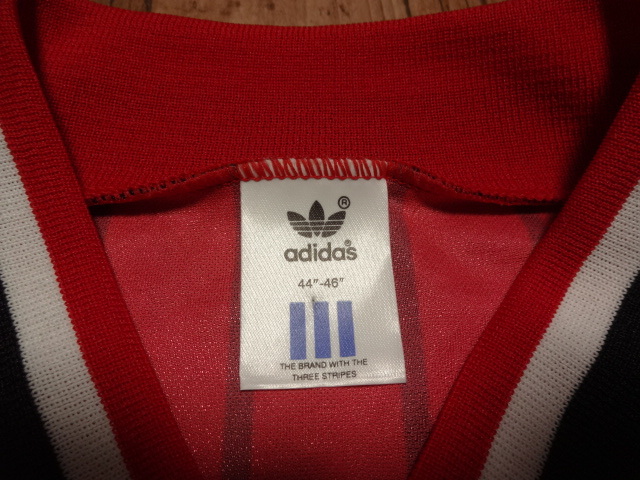 ®
adidas®
44"-46"
THE BRAND WITH THE
THREE STRIPES